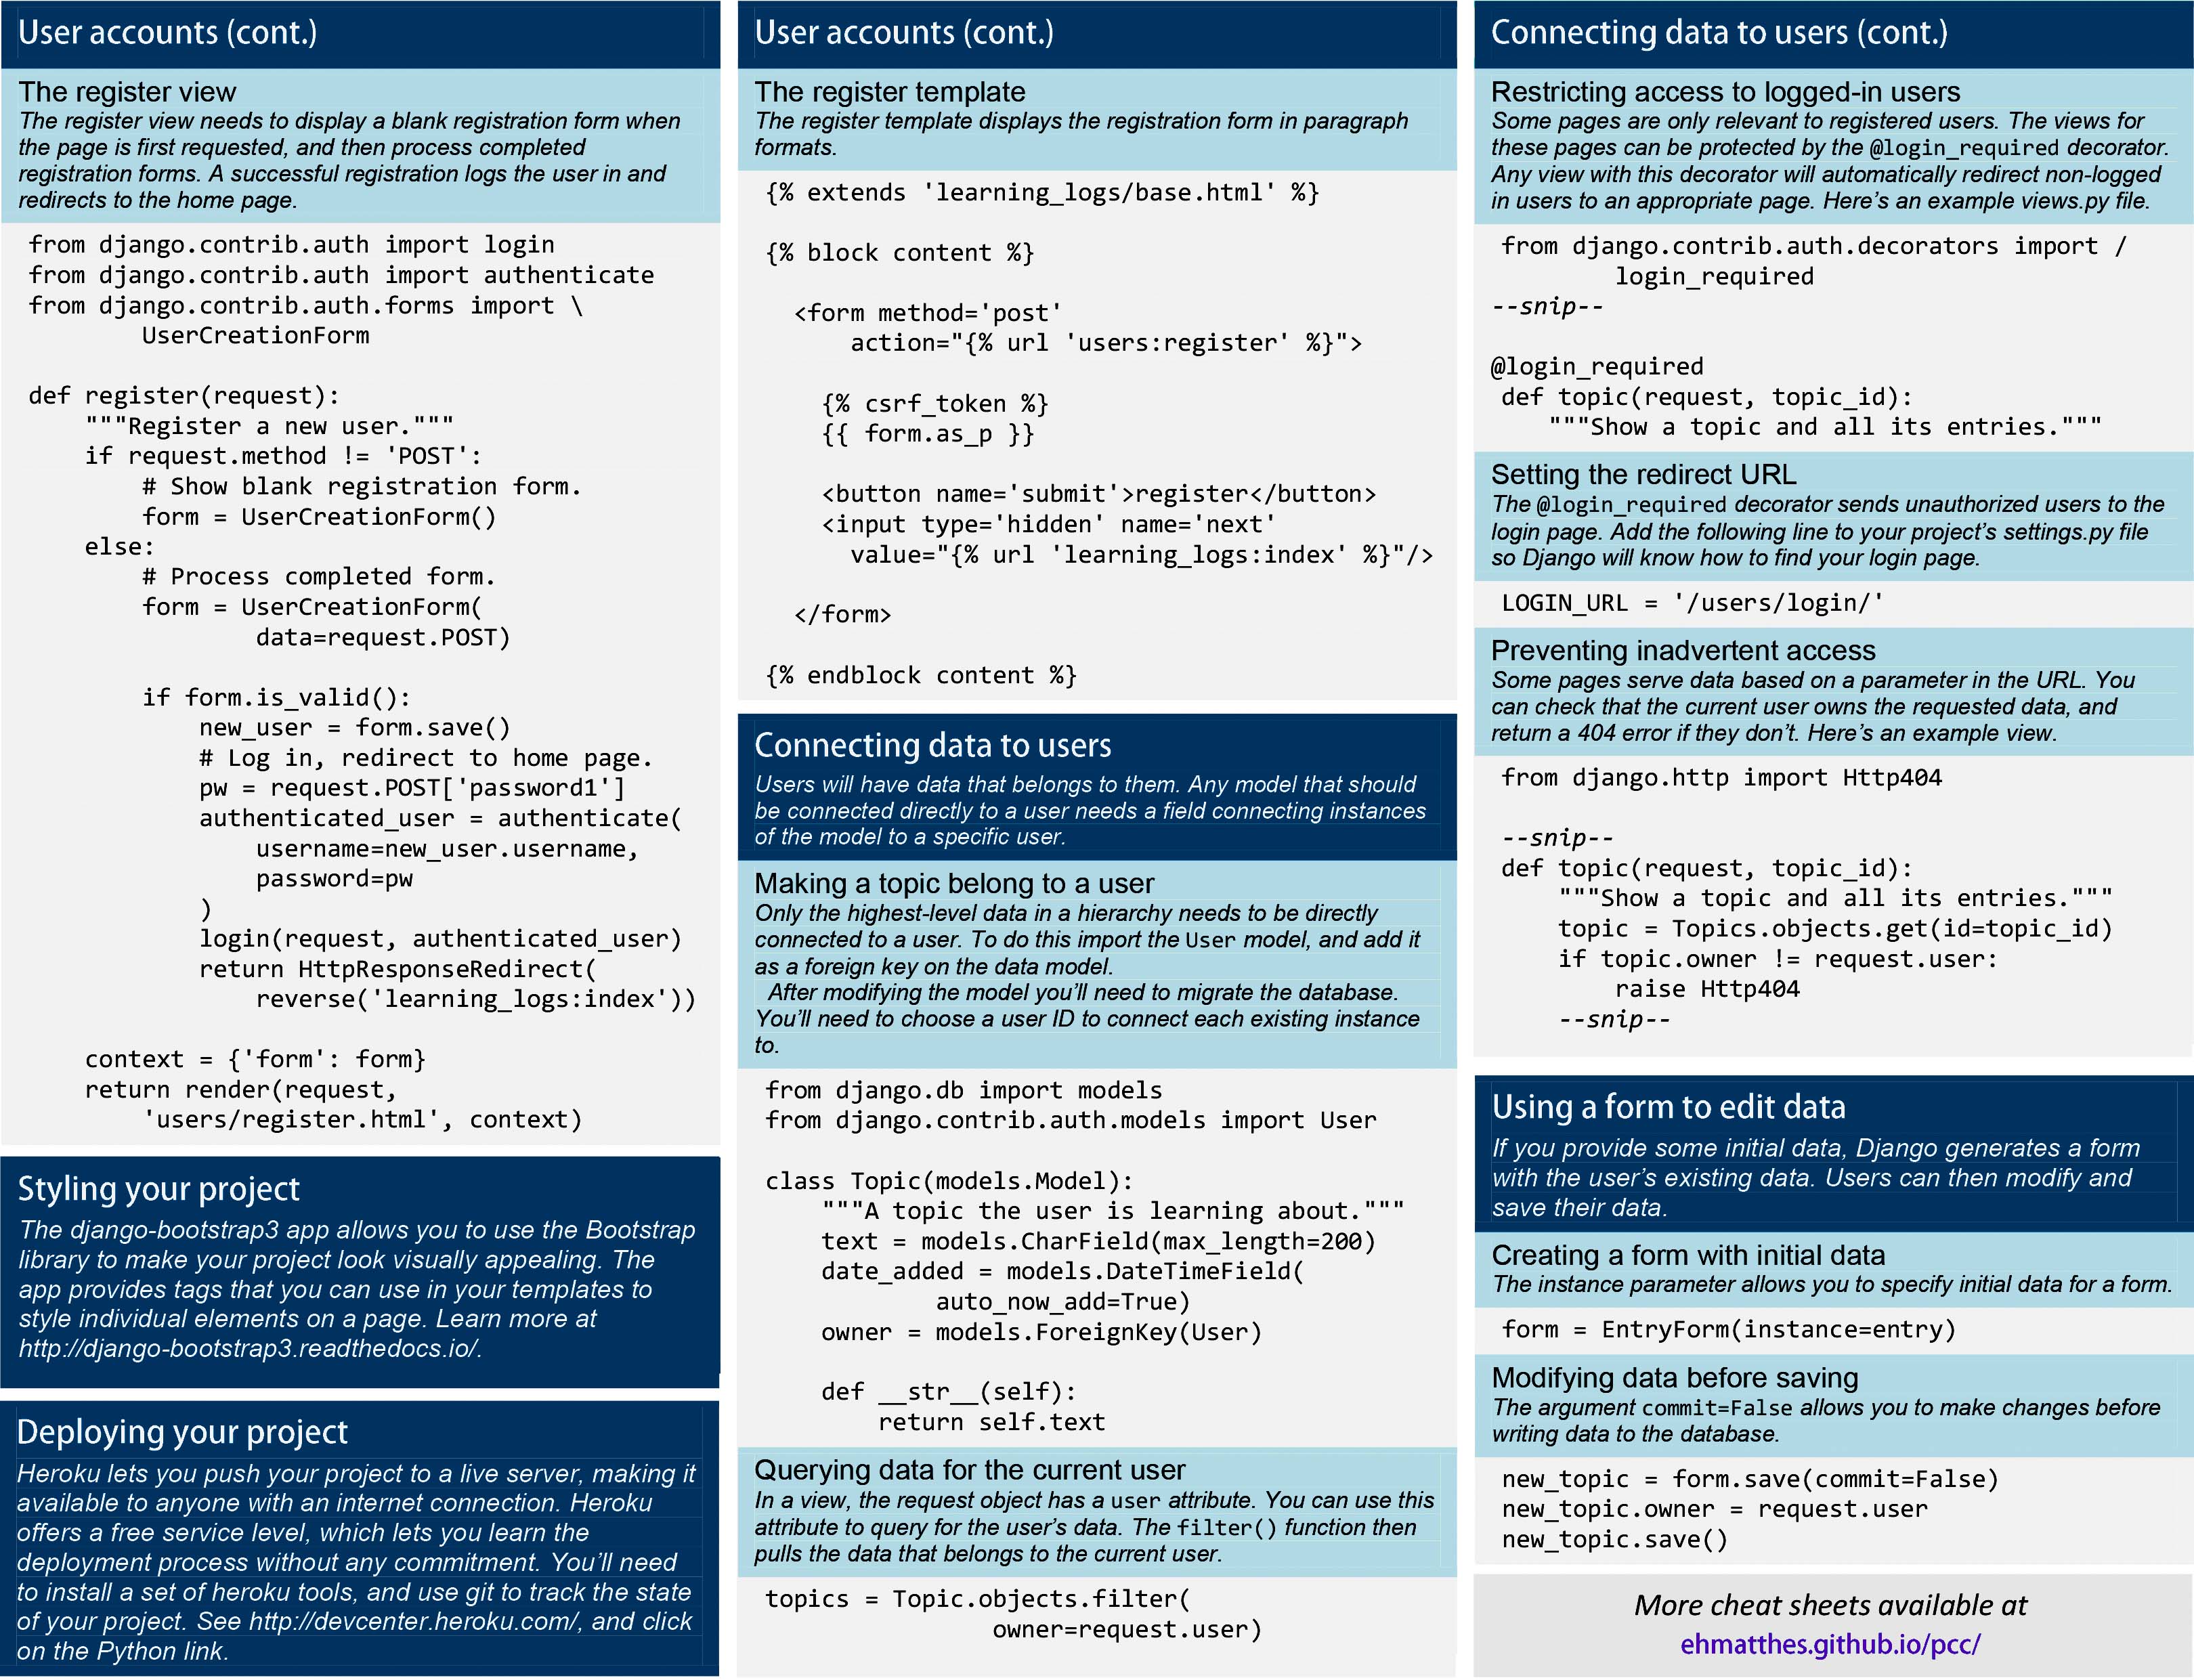 User accounts (cont.)
The register view
The register view needs to display a blank registration form when
the page is first requested, and then process completed
registration forms. A successful registration logs the user in and
redirects to the home page.
from django.contrib.auth import login
from django.contrib.auth import authenticate
from django.contrib.auth.forms import \
        UserCreationForm

def register(request):
    """Register a new user."""
    if request.method != 'POST':
        # Show blank registration form.
        form = UserCreationForm()
    else:
        # Process completed form.
        form = UserCreationForm(
                data=request.POST)

        if form.is_valid():
            new_user = form.save()
            # Log in, redirect to home page.
            pw = request.POST['password1']
            authenticated_user = authenticate(
                username=new_user.username,
                password=pw
            )
            login(request, authenticated_user)
            return HttpResponseRedirect(
                reverse('learning_logs:index'))

    context = {'form': form}
    return render(request,
        'users/register.html', context)
Styling your project
The django-bootstrap3 app allows you to use the Bootstrap
library to make your project look visually appealing. The
app provides tags that you can use in your templates to
style individual elements on a page. Learn more at
http://django-bootstrap3.readthedocs.io/.
Deploying your project
Heroku lets you push your project to a live server, making it
available to anyone with an internet connection. Heroku
offers a free service level, which lets you learn the
deployment process without any commitment. You’ll need
to install a set of heroku tools, and use git to track the state
of your project. See http://devcenter.heroku.com/, and click
on the Python link.
User accounts (cont.)
The register template
The register template displays the registration form in paragraph
formats.
{% extends 'learning_logs/base.html' %}

{% block content %}

  <form method='post'
      action="{% url 'users:register' %}">

    {% csrf_token %}
    {{ form.as_p }}

    <button name='submit'>register</button>
    <input type='hidden' name='next'
      value="{% url 'learning_logs:index' %}"/>

  </form>

{% endblock content %}
Connecting data to users
Users will have data that belongs to them. Any model that should
be connected directly to a user needs a field connecting instances
of the model to a specific user.
Making a topic belong to a user
Only the highest-level data in a hierarchy needs to be directly
connected to a user. To do this import the User model, and add it
as a foreign key on the data model.
  After modifying the model you’ll need to migrate the database.
You’ll need to choose a user ID to connect each existing instance
to.
from django.db import models
from django.contrib.auth.models import User

class Topic(models.Model):
    """A topic the user is learning about."""
    text = models.CharField(max_length=200)
    date_added = models.DateTimeField(
            auto_now_add=True)
    owner = models.ForeignKey(User)

    def __str__(self):
        return self.text
Querying data for the current user
In a view, the request object has a user attribute. You can use this
attribute to query for the user’s data. The filter() function then
pulls the data that belongs to the current user.
topics = Topic.objects.filter(
                owner=request.user)
Connecting data to users (cont.)
Restricting access to logged-in users
Some pages are only relevant to registered users. The views for
these pages can be protected by the @login_required decorator.
Any view with this decorator will automatically redirect non-logged
in users to an appropriate page. Here’s an example views.py file.
from django.contrib.auth.decorators import /
        login_required
--snip--

@login_required
def topic(request, topic_id):
    """Show a topic and all its entries."""
Setting the redirect URL
The @login_required decorator sends unauthorized users to the
login page. Add the following line to your project’s settings.py file
so Django will know how to find your login page.
LOGIN_URL = '/users/login/'
Preventing inadvertent access
Some pages serve data based on a parameter in the URL. You
can check that the current user owns the requested data, and
return a 404 error if they don’t. Here’s an example view.
from django.http import Http404

--snip--
def topic(request, topic_id):
    """Show a topic and all its entries."""
    topic = Topics.objects.get(id=topic_id)
    if topic.owner != request.user:
        raise Http404
    --snip--
Using a form to edit data
If you provide some initial data, Django generates a form
with the user’s existing data. Users can then modify and
save their data.
Creating a form with initial data
The instance parameter allows you to specify initial data for a form.
form = EntryForm(instance=entry)
Modifying data before saving
The argument commit=False allows you to make changes before
writing data to the database.
new_topic = form.save(commit=False)
new_topic.owner = request.user
new_topic.save()
More cheat sheets available at
ehmatthes.github.io/pcc/